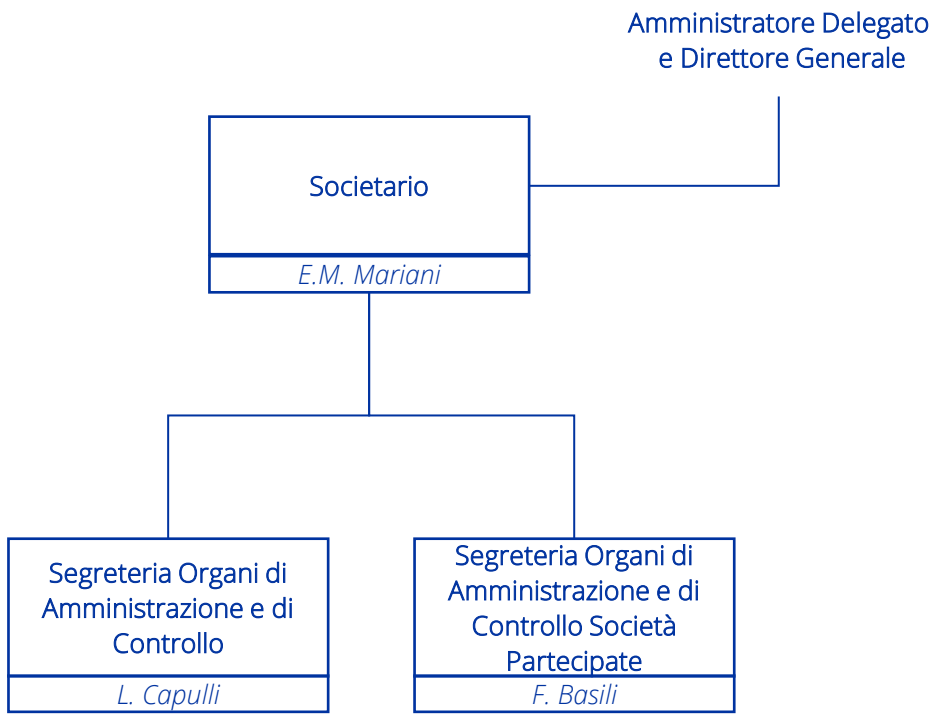 Amministratore Delegato
e Direttore Generale
Societario
E.M. Mariani
Segreteria Organi di
Amministrazione e di
Controllo
L. Capulli
Segreteria Organi di
Amministrazione e di
Controllo Società
Partecipate
F. Basili